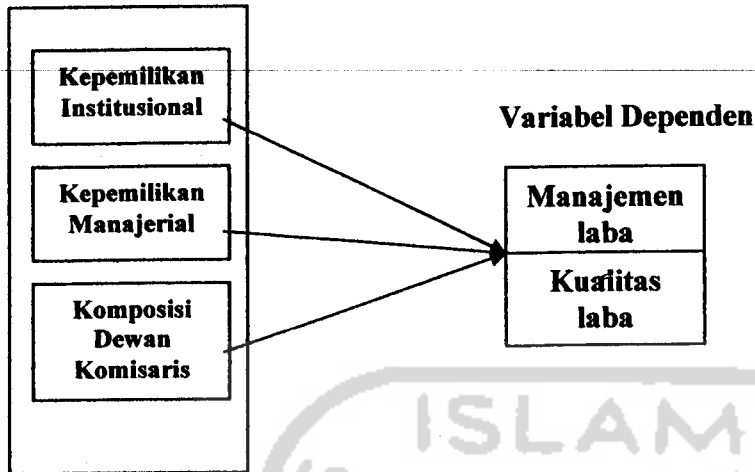 Kepemilikan
Institusional
Kepemilikan
Manajerial
Komposisi
Dewan
Komisaris
Variabel Dependen
Manajemen
laba
Kualitas
laba
ISLAM